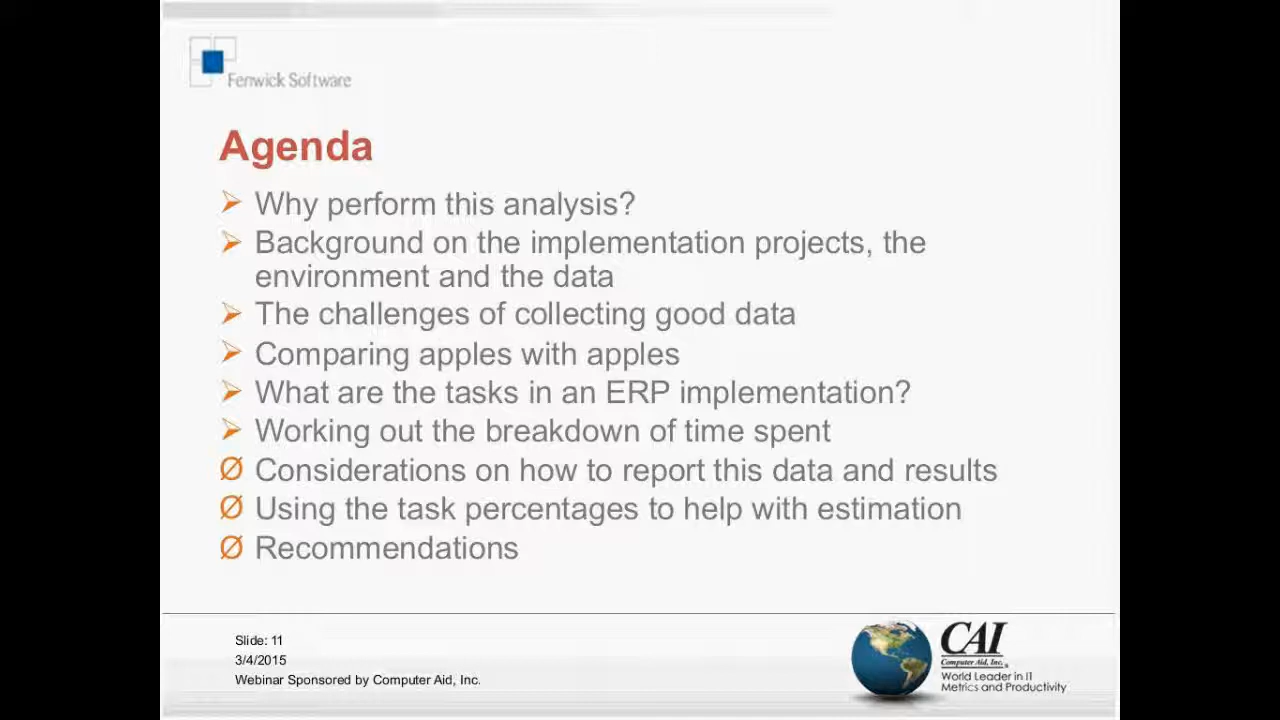 Fenwick Software
Agenda
Why perform this analysis?
Background on the implementation projects, the
environment and the data
The challenges of collecting good data
Comparing apples with apples
What are the tasks in an ERP implementation?
Working out the breakdown of time spent
Ø Considerations on how to report this data and results
Ø Using the task percentages to help with estimation
Ø Recommendations
Slide: 11
3/4/2015
Webinar Sponsored by Computer Aid, Inc.
CAI
Computer Aid, Inc.
World Leader in IT
Metrics and Productivity